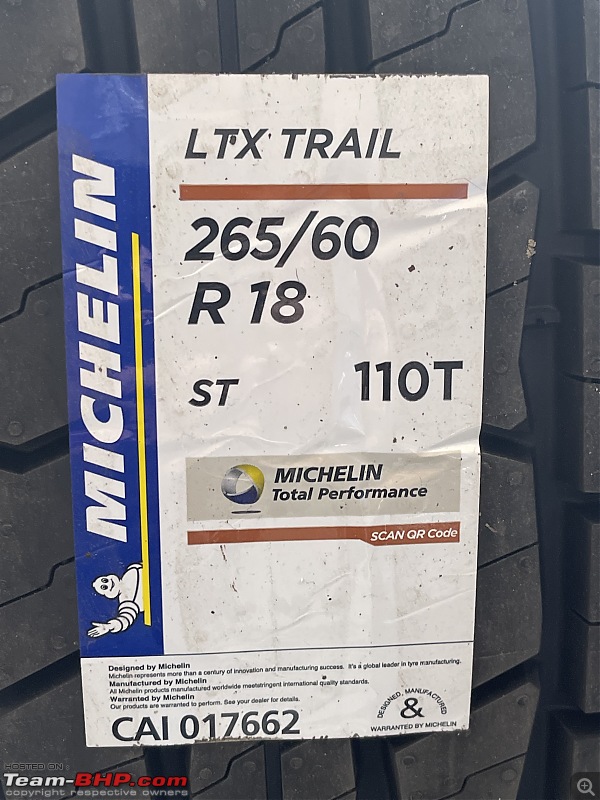 MICHELIN
LTX TRAIL
265/60
R 18
ST 110T
MICHELIN
Total Performance
SCAN QR Code
Designed by Michelin
Michelin represents more than a century of innovation and manufacturing success. It's a global leader in tyre manufacturing.
Manufactured by Michelin
All Michelin products manufactured worldwide meetstringent international quality standards.
Warranted by Michelin
Our products are warranted to perform. See your dealer for details.
CAI 017662
DESIGNED, MANUFACTURED
&
WARRANTED BY MICHELIN
HOSTED ON
Team-BHP.com
copyright respective owners